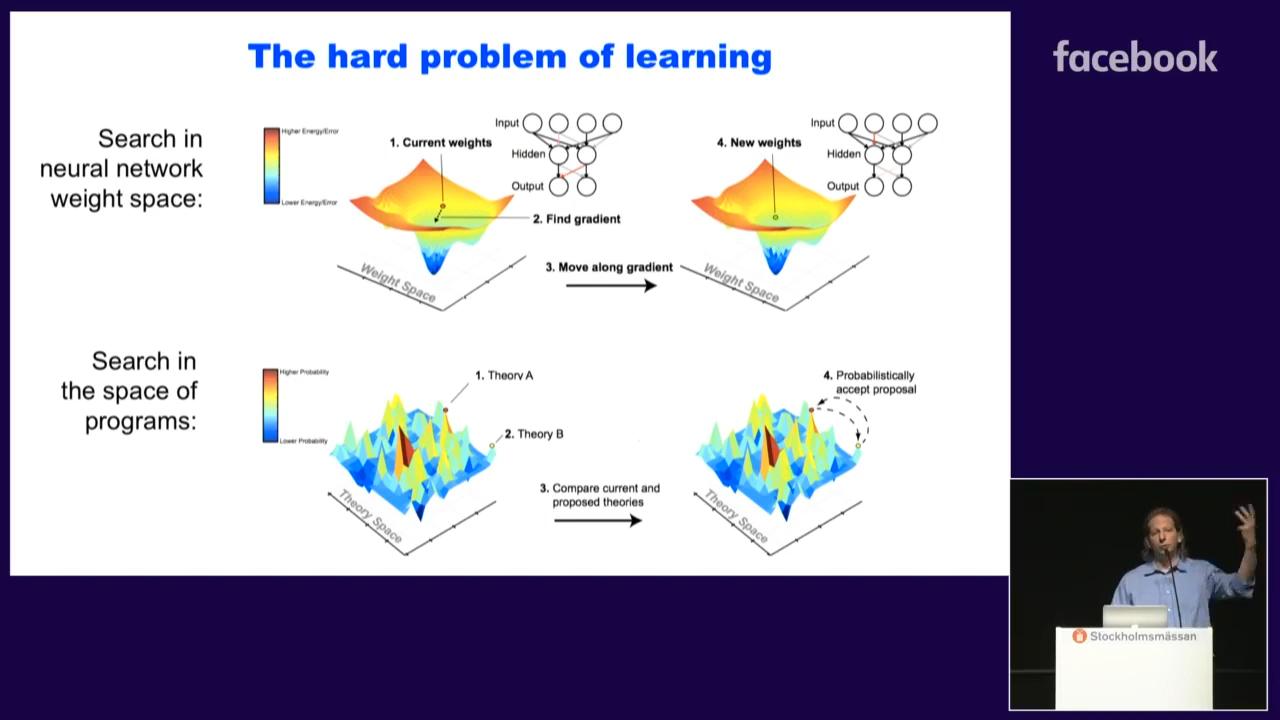 The hard problem of learning
facebook
Search in
neural network
weight space:
Higher Energy/Error
Lower Energy/Error
1. Current weights
Input
Hidden
Output
2. Find gradient
Weight Space
3. Move along gradient
4. New weights
Input
Hidden
Output
Weight Space
Search in
the space of
programs:
Higher Probability
Lower Probability
1. Theory A
2. Theory B
Theory Space
3. Compare current and
proposed theories
4. Probabilistically
accept proposal
Theory Space
Stockholmsmässan